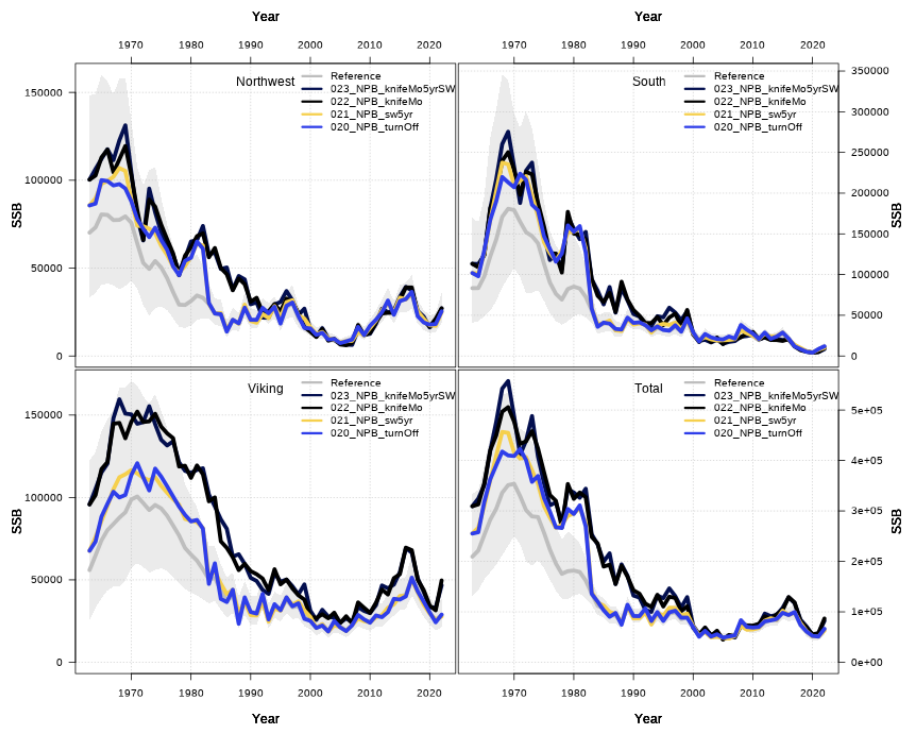 Year Year
1970 1980 1990 2000 2010 2020 1970 1980 1990 2000 2010 2020
Northwest
Reference
023_NPB_knifeMo5yrSW
022_NPB_knifeMo
021_NPB_sw5yr
020_NPB_turnOff
150000
100000
50000
0
SSB
South
Reference
023_NPB_knifeMo5yrSW
022_NPB_knifeMo
021_NPB_sw5yr
020_NPB_turnOff
350000
300000
250000
200000
150000
100000
50000
0
SSB
Viking
Reference
023_NPB_knifeMo5yrSW
022_NPB_knifeMo
021_NPB_sw5yr
020_NPB_turnOff
150000
100000
50000
0
SSB
Total
Reference
023_NPB_knifeMo5yrSW
022_NPB_knifeMo
021_NPB_sw5yr
020_NPB_turnOff
5e+05
4e+05
3e+05
2e+05
1e+05
0e+00
SSB
1970 1980 1990 2000 2010 2020 1970 1980 1990 2000 2010 2020
Year Year